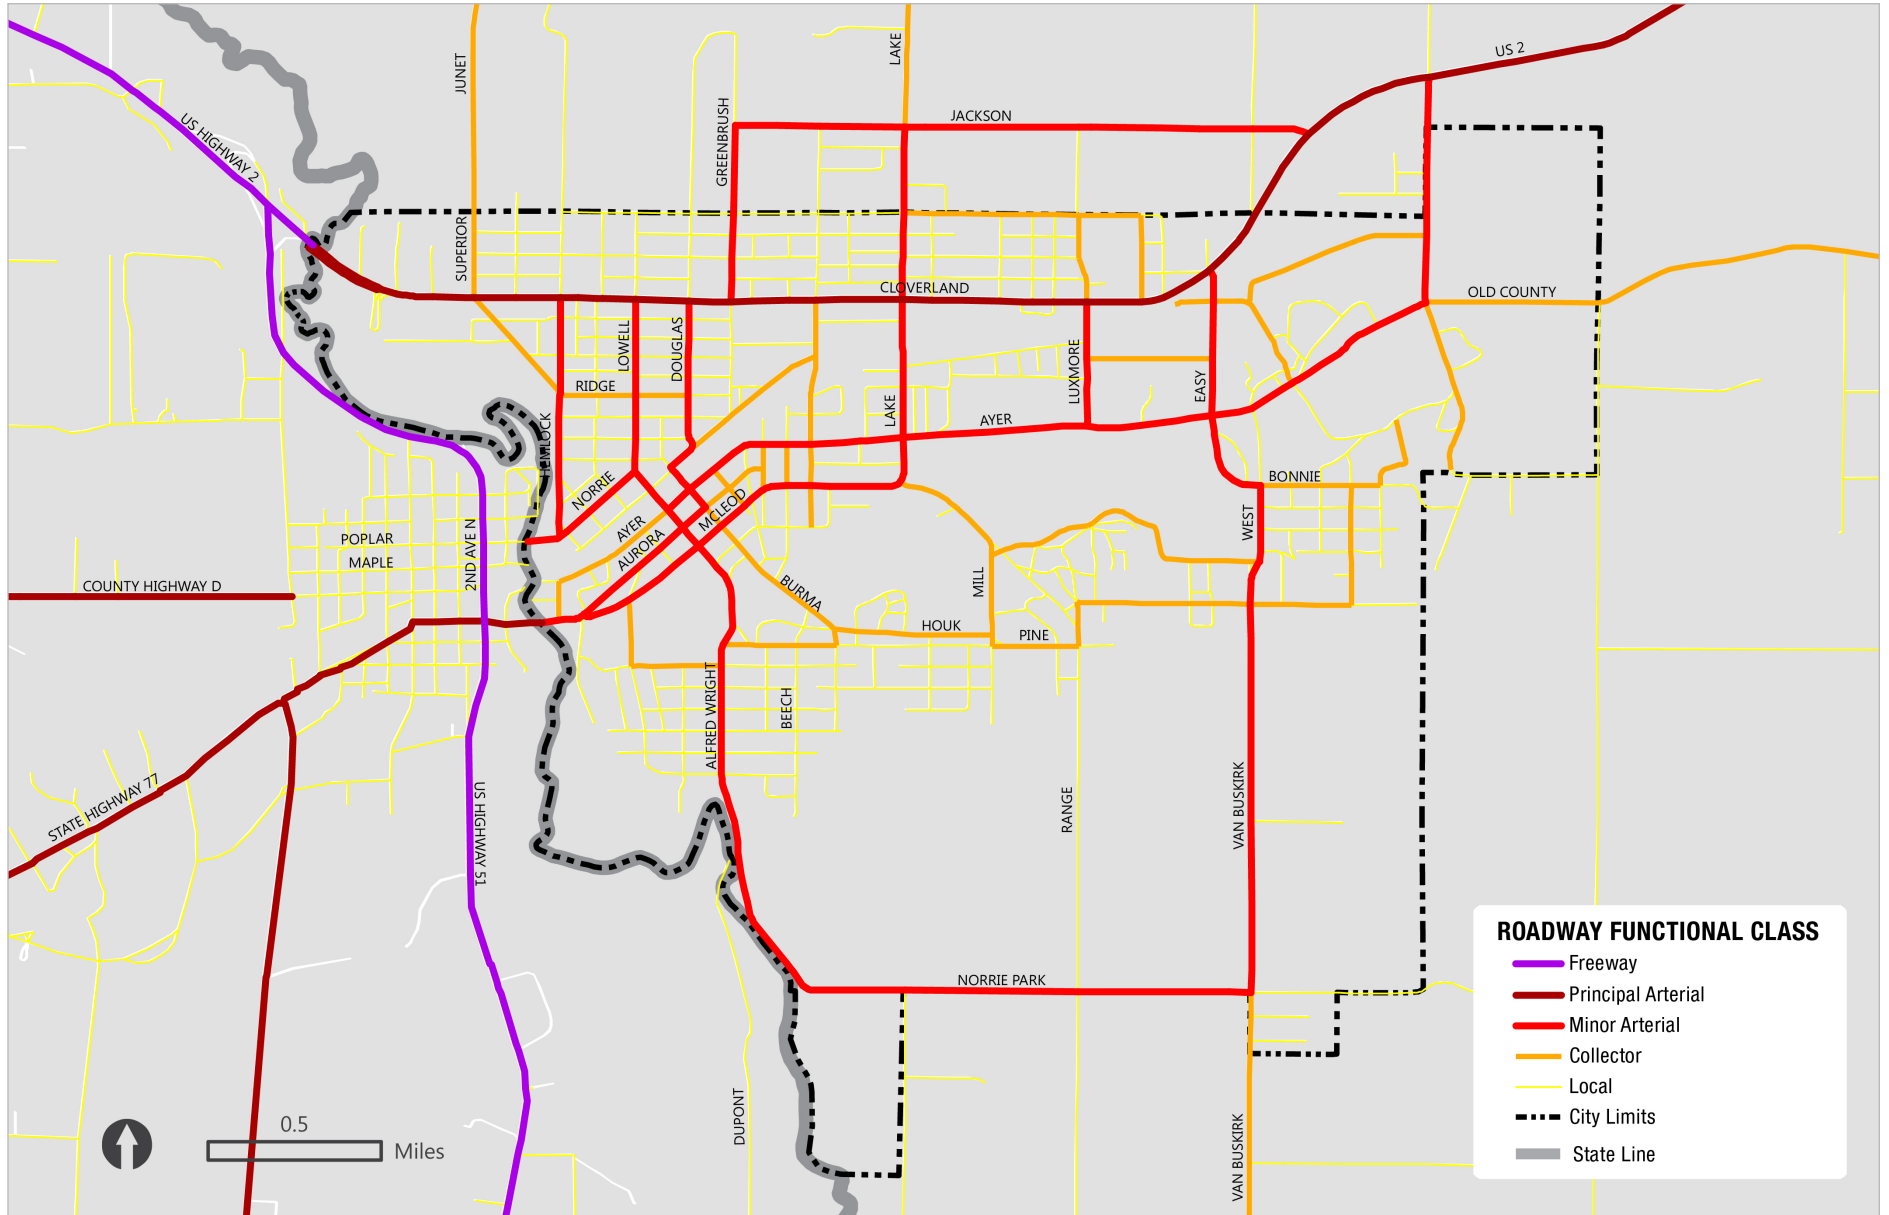 US 2
LAKE
JUNET
GREENBRUSH
JACKSON
US HIGHWAY 2
SUPERIOR
CLOVERLAND
OLD COUNTY
LOWELL
DOUGLAS
LUXMORE
EASY
RIDGE
LAKE
AYER
HEMLOCK
NORRIE
BONNIE
MCLEOD
WEST
2ND AVE N
POPLAR
AYER
AURORA
MAPLE
COUNTY HIGHWAY D
BURMA
MILL
HOUK
PINE
ALFRED WRIGHT
BEECH
STATE HIGHWAY 77
US HIGHWAY 51
RANGE
VAN BUSKIRK
NORRIE PARK
DUPONT
VAN BUSKIRK
0.5
Miles
ROADWAY FUNCTIONAL CLASS
Freeway
Principal Arterial
Minor Arterial
Collector
Local
City Limits
State Line